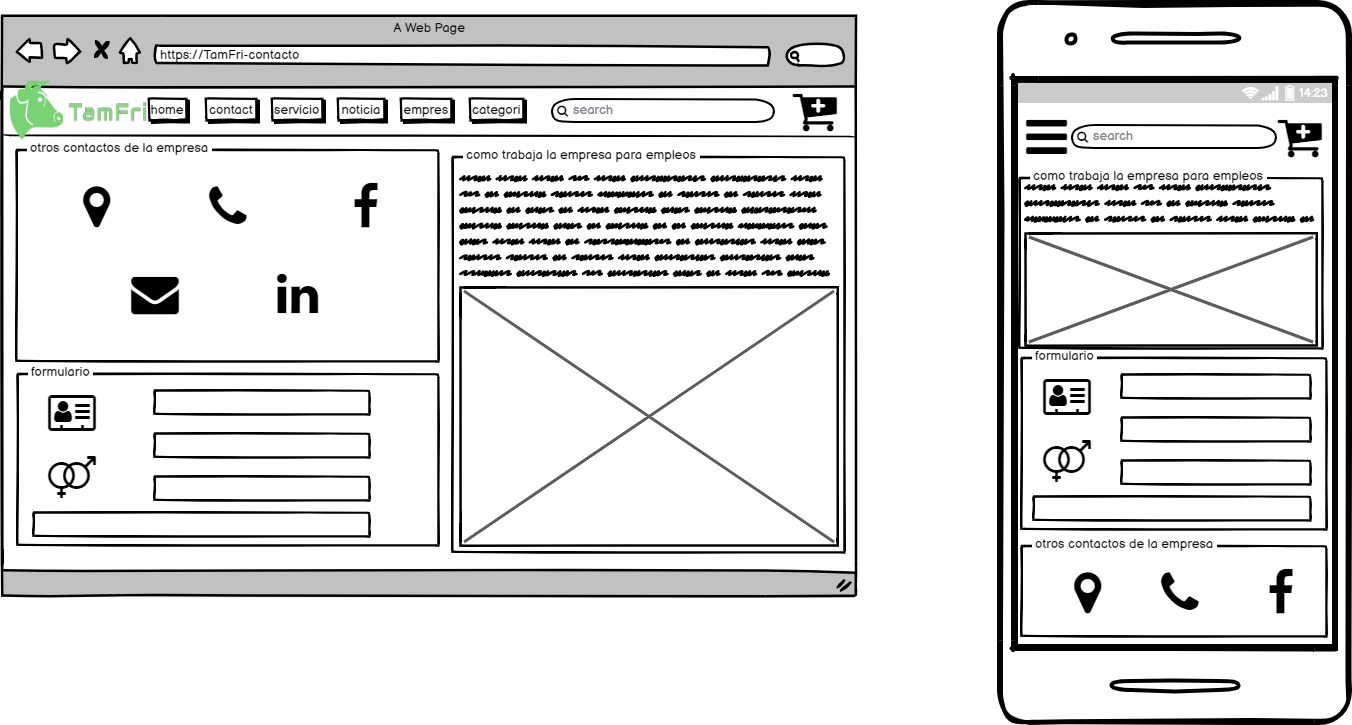 A Web Page
https://TamFri-contacto
TamFri
home
contact
servicio
noticia
empres
categori
search
otros contactos de la empresa
como trabaja la empresa para empleos
in
formulario
14:23
search
como trabaja la empresa para empleos
formulario
otros contactos de la empresa